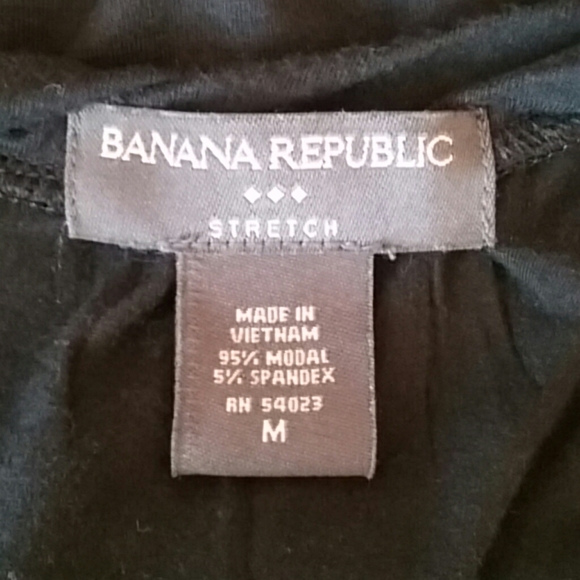 BANANA REPUBLIC
STRETCH
MADE IN
VIETNAM
95% MODAL
5% SPANDEX
RN 54023
M